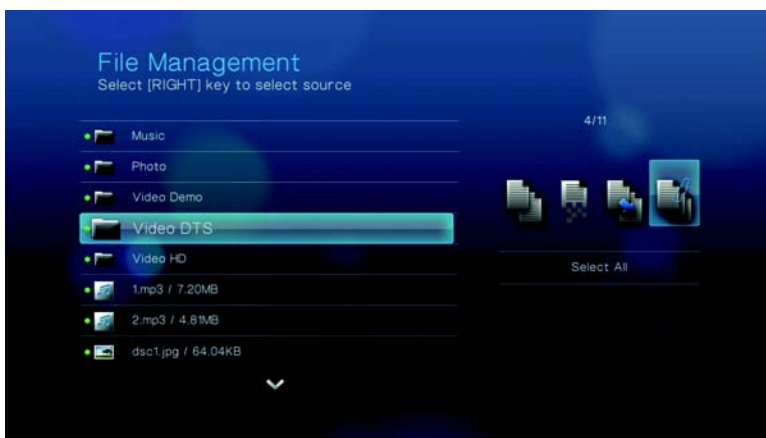 File Management
Select [RIGHT] key to select source
4/11
Music
Photo
Video Demo
Video DTS
Video HD
1.mp3 / 7.20MB
2.mp3 / 4.81MB
dsc1.jpg / 64.04KB
Select All